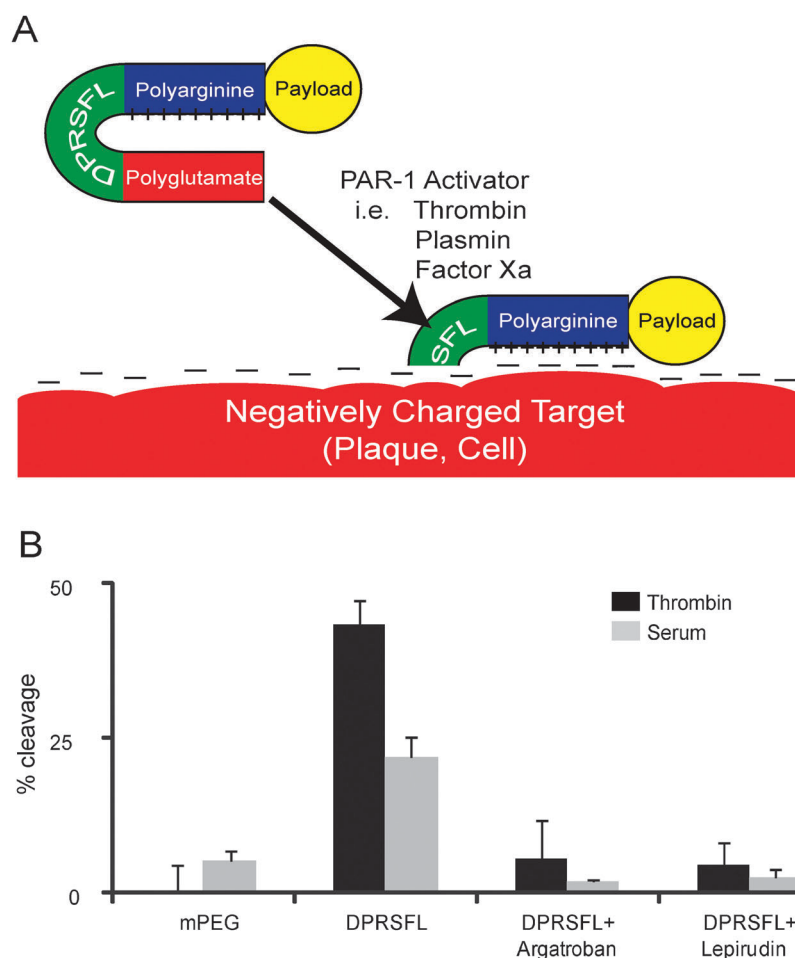 A
Polyarginine
Payload
DPRSFL
Polyglutamate
PAR-1 Activator
i.e. Thrombin
Plasmin
Factor Xa
SFL
Polyarginine
Payload
Negatively Charged Target
(Plaque, Cell)
B
50
25
0
% cleavage
Thrombin
Serum
mPEG
DPRSFL
DPRSFL+
Argatroban
DPRSFL+
Lepirudin